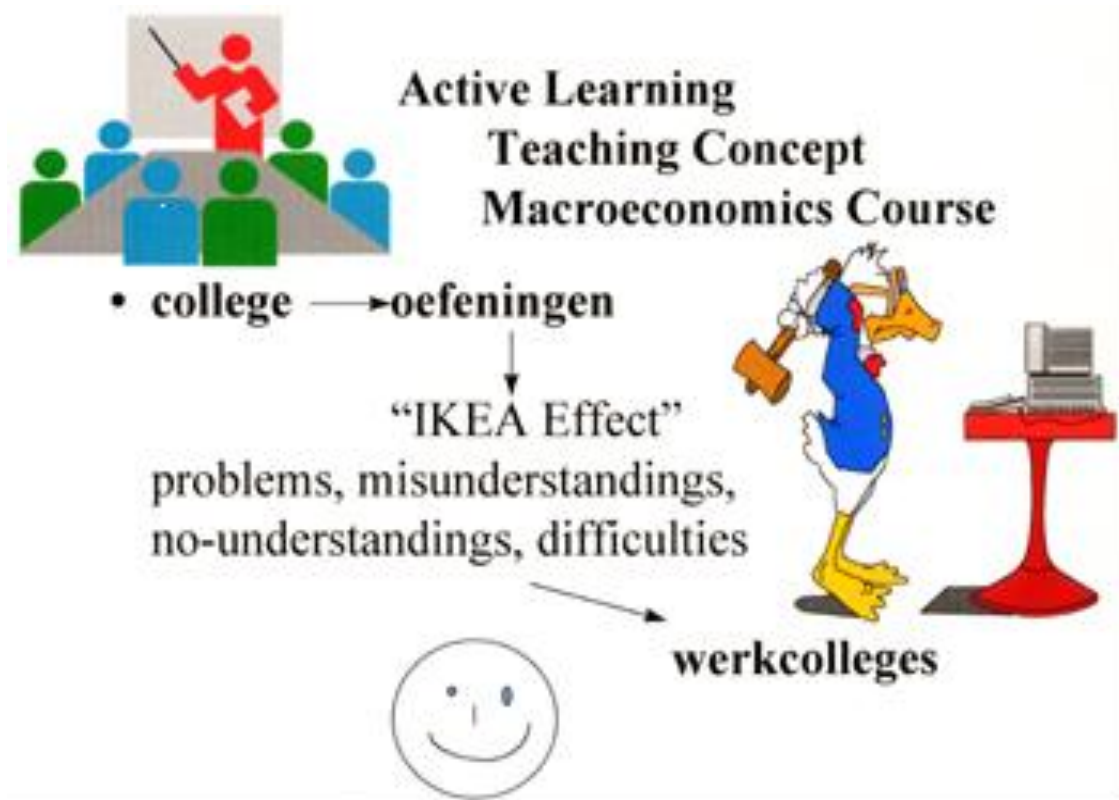 Active Learning
Teaching Concept
Macroeconomics Course
• college → oefeningen
“IKEA Effect”
problems, misunderstandings,
no-understandings, difficulties
werkcolleges